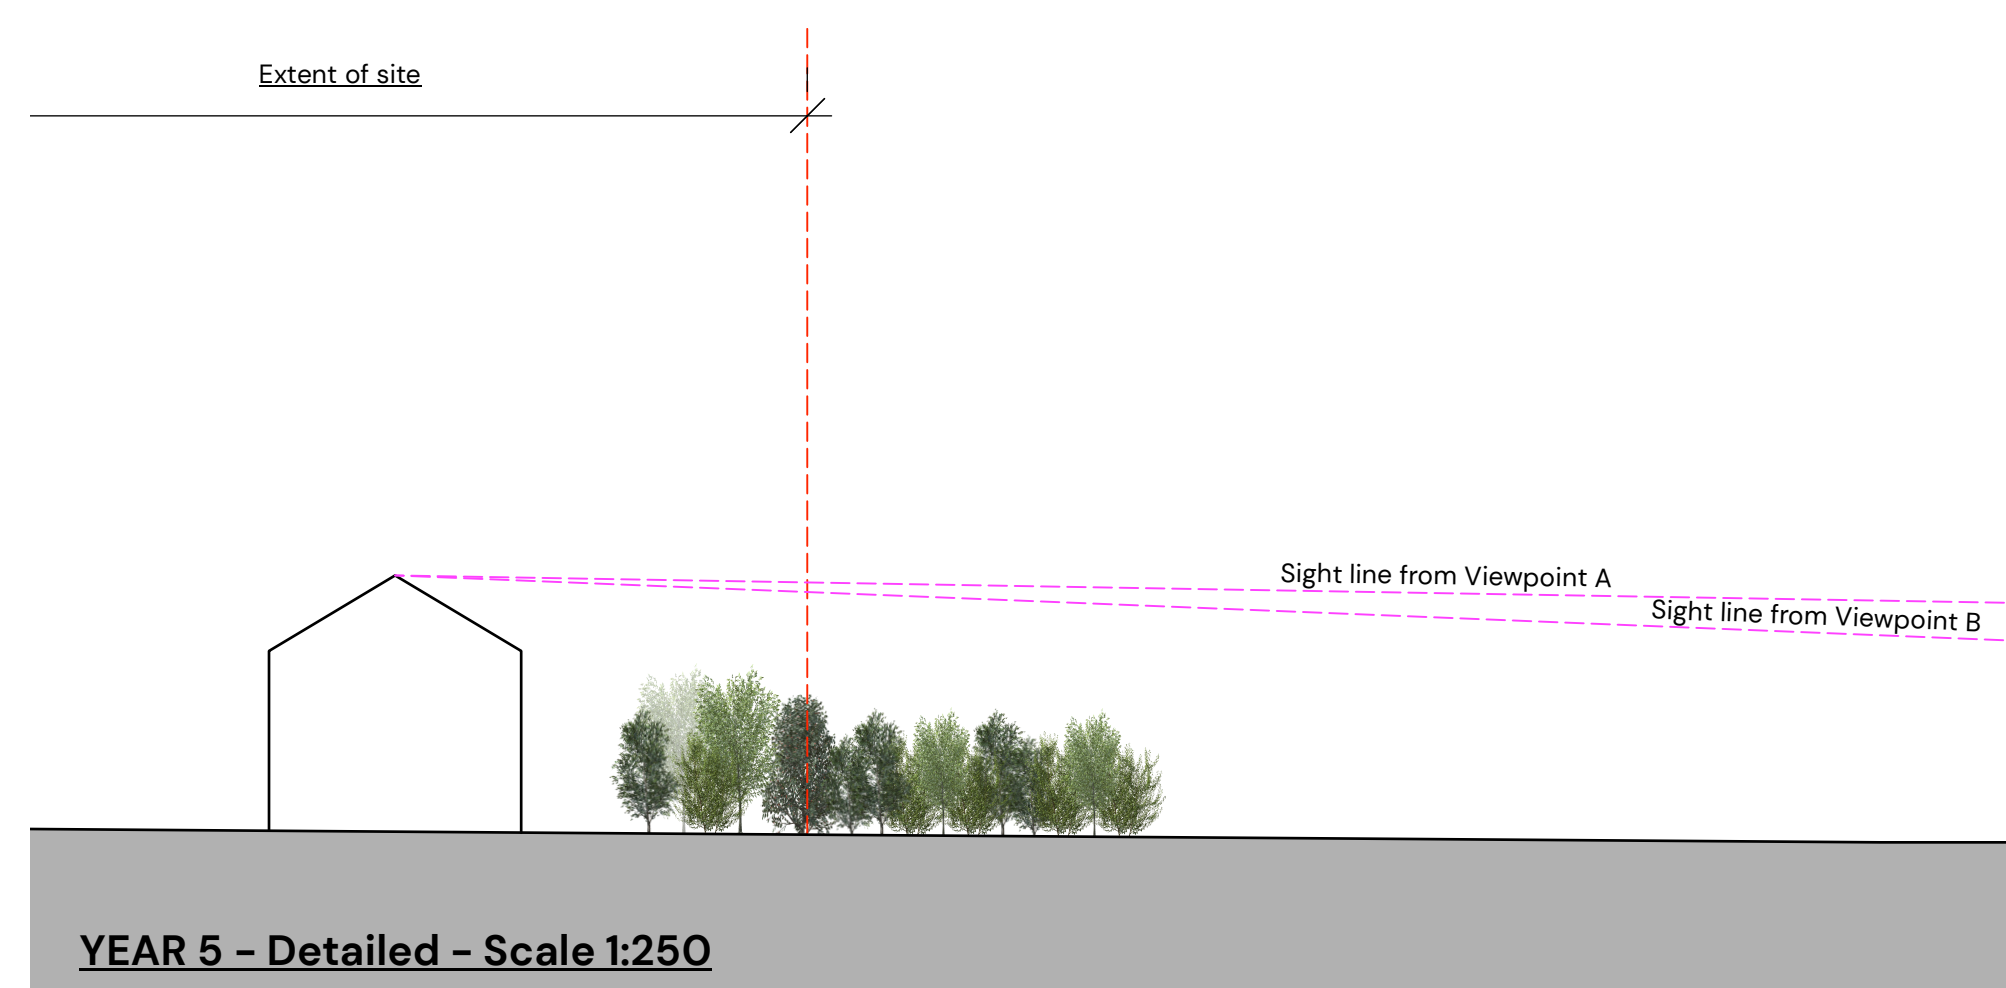 Extent of site
Sight line from Viewpoint A
Sight line from Viewpoint B
YEAR 5 - Detailed - Scale 1:250